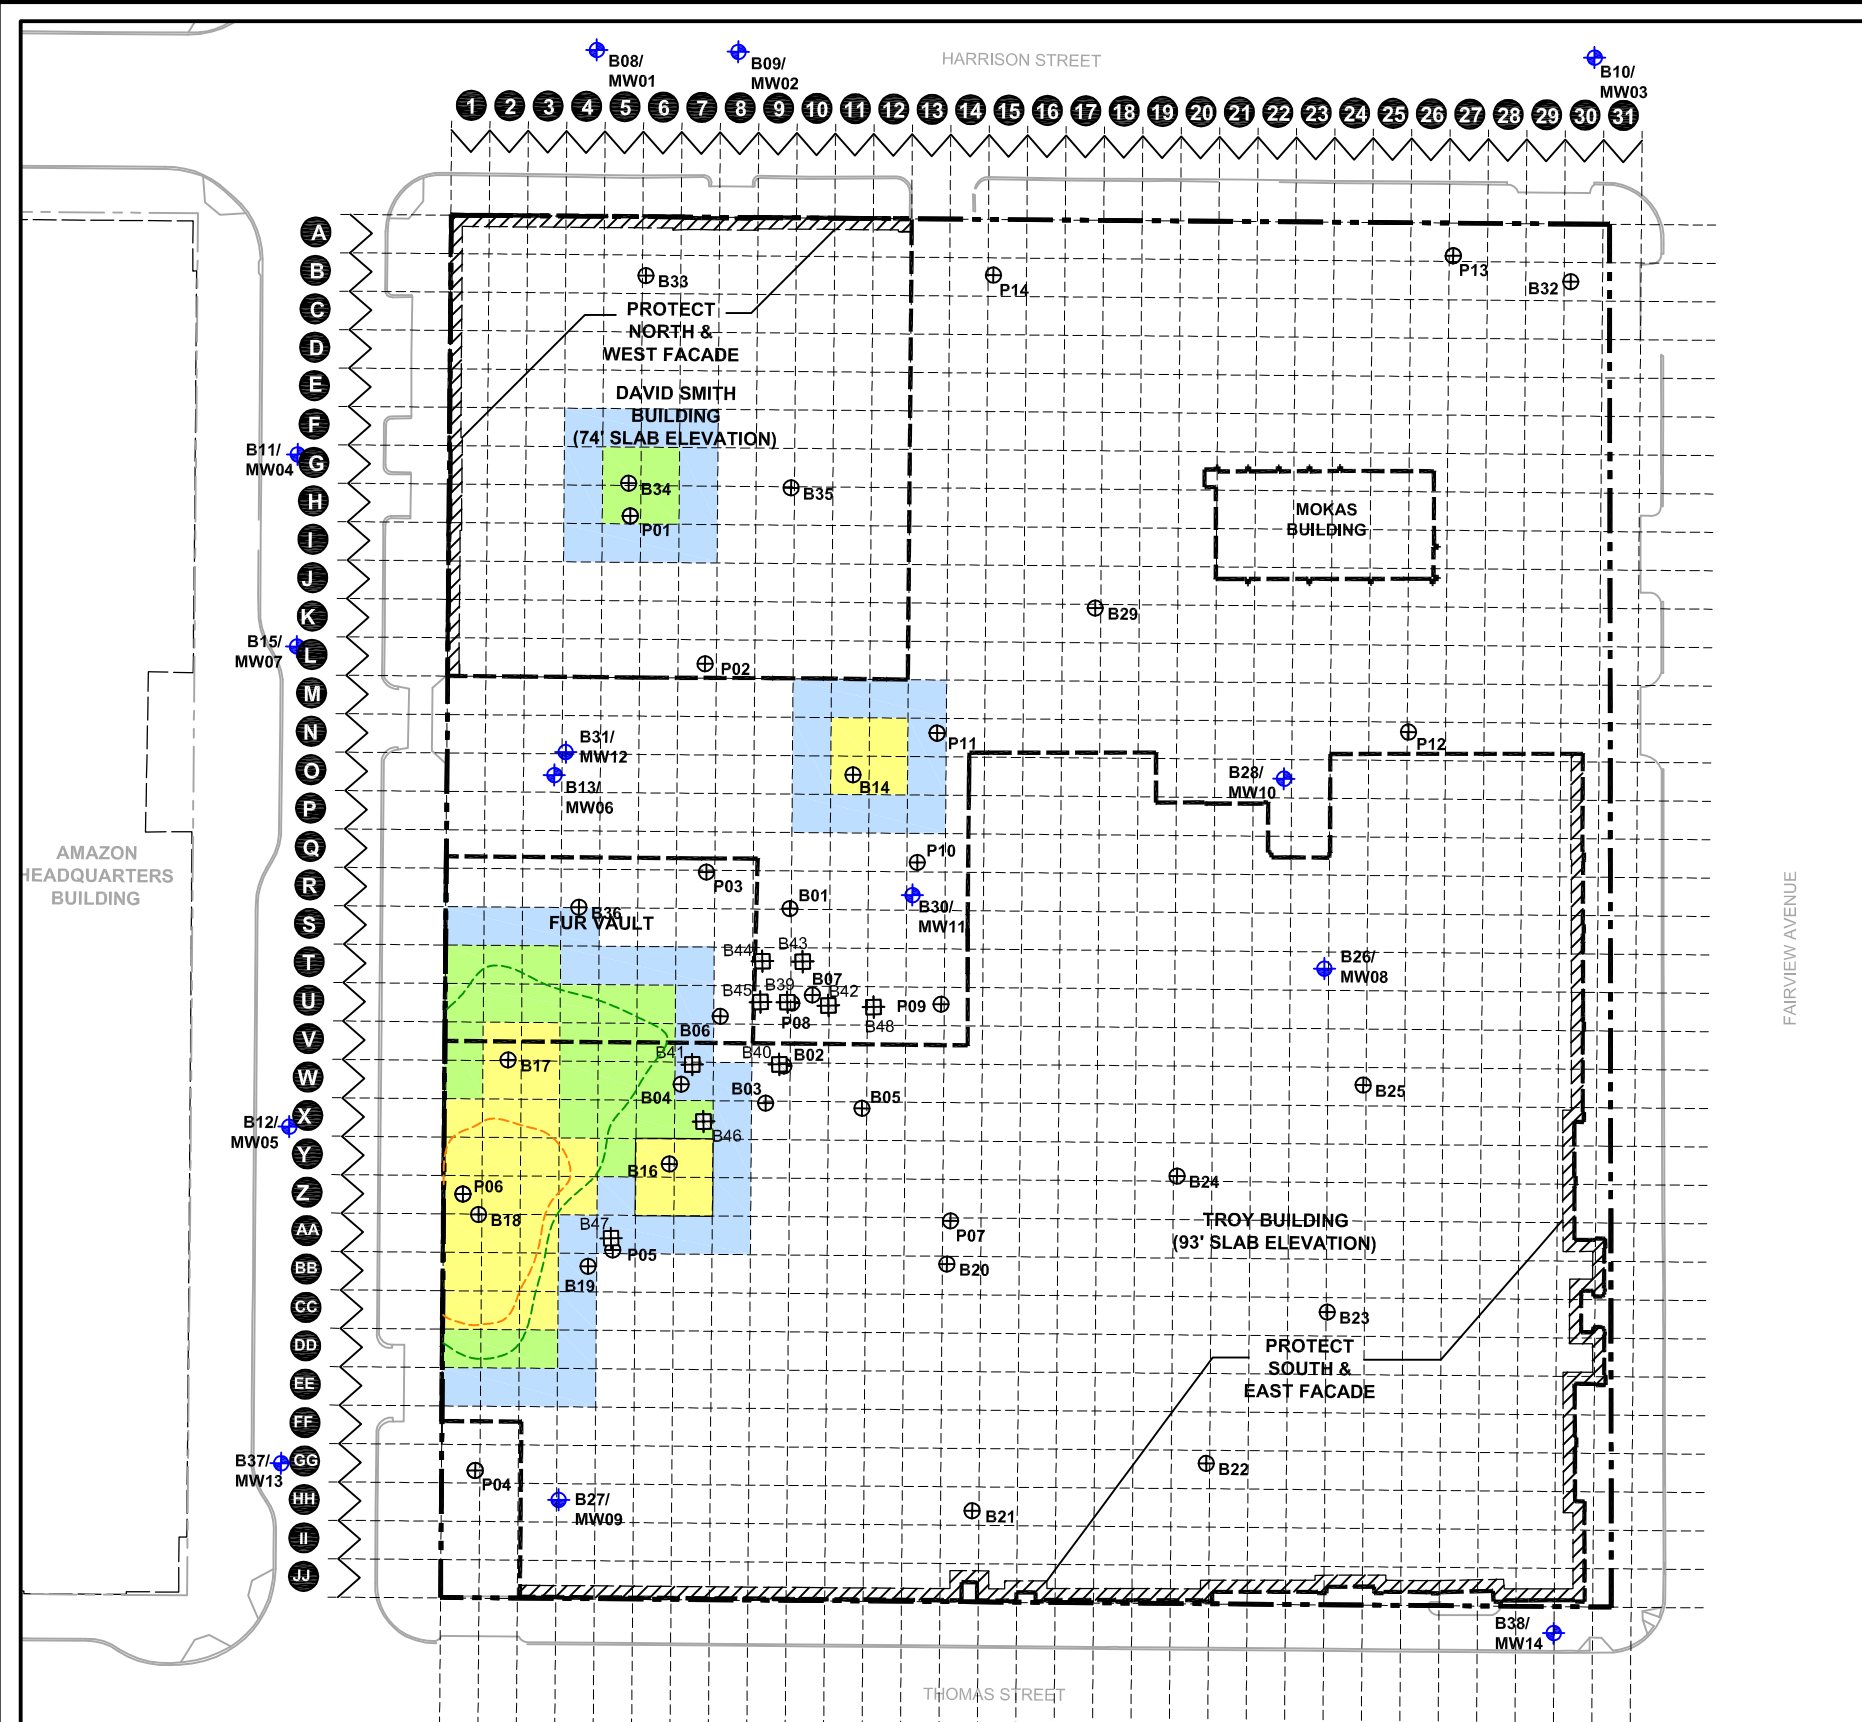 HARRISON STREET
B08/
MW01
B09/
MW02
B10/
MW03
1 2 3 4 5 6 7 8 9 10 11 12 13 14 15 16 17 18 19 20 21 22 23 24 25 26 27 28 29 30 31
A
B
C
D
E
F
G
H
I
J
K
L
M
N
O
P
Q
R
S
T
U
V
W
X
Y
Z
AA
BB
CC
DD
EE
FF
GG
HH
II
JJ
B33
P14
P13
B32
PROTECT
NORTH &
WEST FACADE
DAVID SMITH
BUILDING
(74' SLAB ELEVATION)
B11/
MW04
B34
B35
P01
MOKAS
BUILDING
B29
B15/
MW07
P02
B31/
MW12
B13/
MW06
P11
B14
P12
B28/
MW10
AMAZON
HEADQUARTERS
BUILDING
P10
P03
B01
B30/
MW11
B36
FUR VAULT
B44
B43
B26/
MW08
B07
B45
B39
B42
P09
B06
P08
B48
FAIRVIEW AVENUE
B17
B41
B40
B02
B04
B03
B05
B25
B12/
MW05
B46
B16
P06
B18
B24
B47
P05
P07
TROY BUILDING
(93' SLAB ELEVATION)
B19
B20
B23
PROTECT
SOUTH &
EAST FACADE
B37/
MW13
P04
B27/
MW09
B22
B21
B38/
MW14
THOMAS STREET